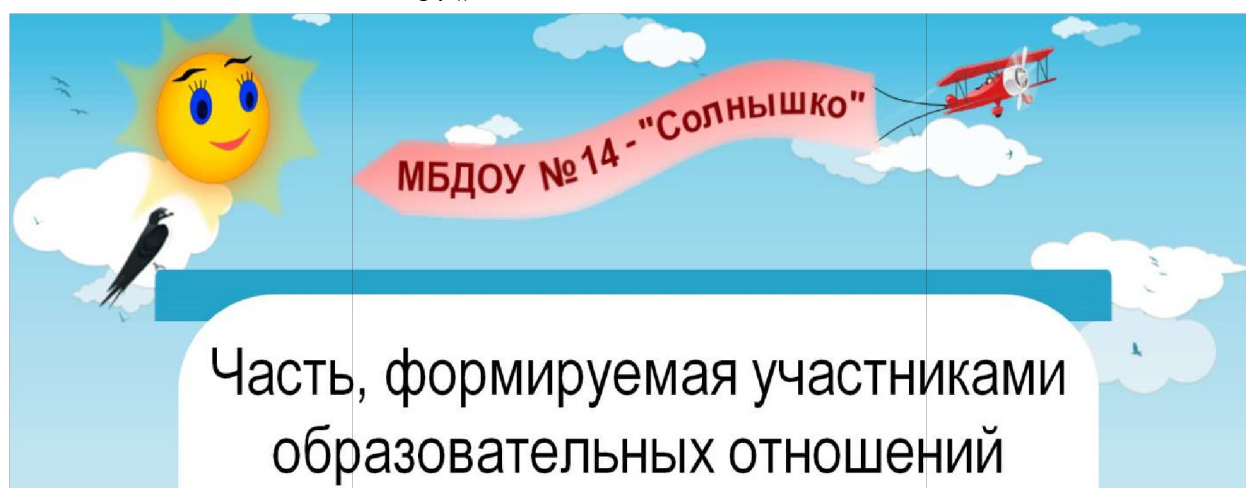 МБДОУ №14 - "Солнышко"
Часть, формируемая участниками
образовательных отношений